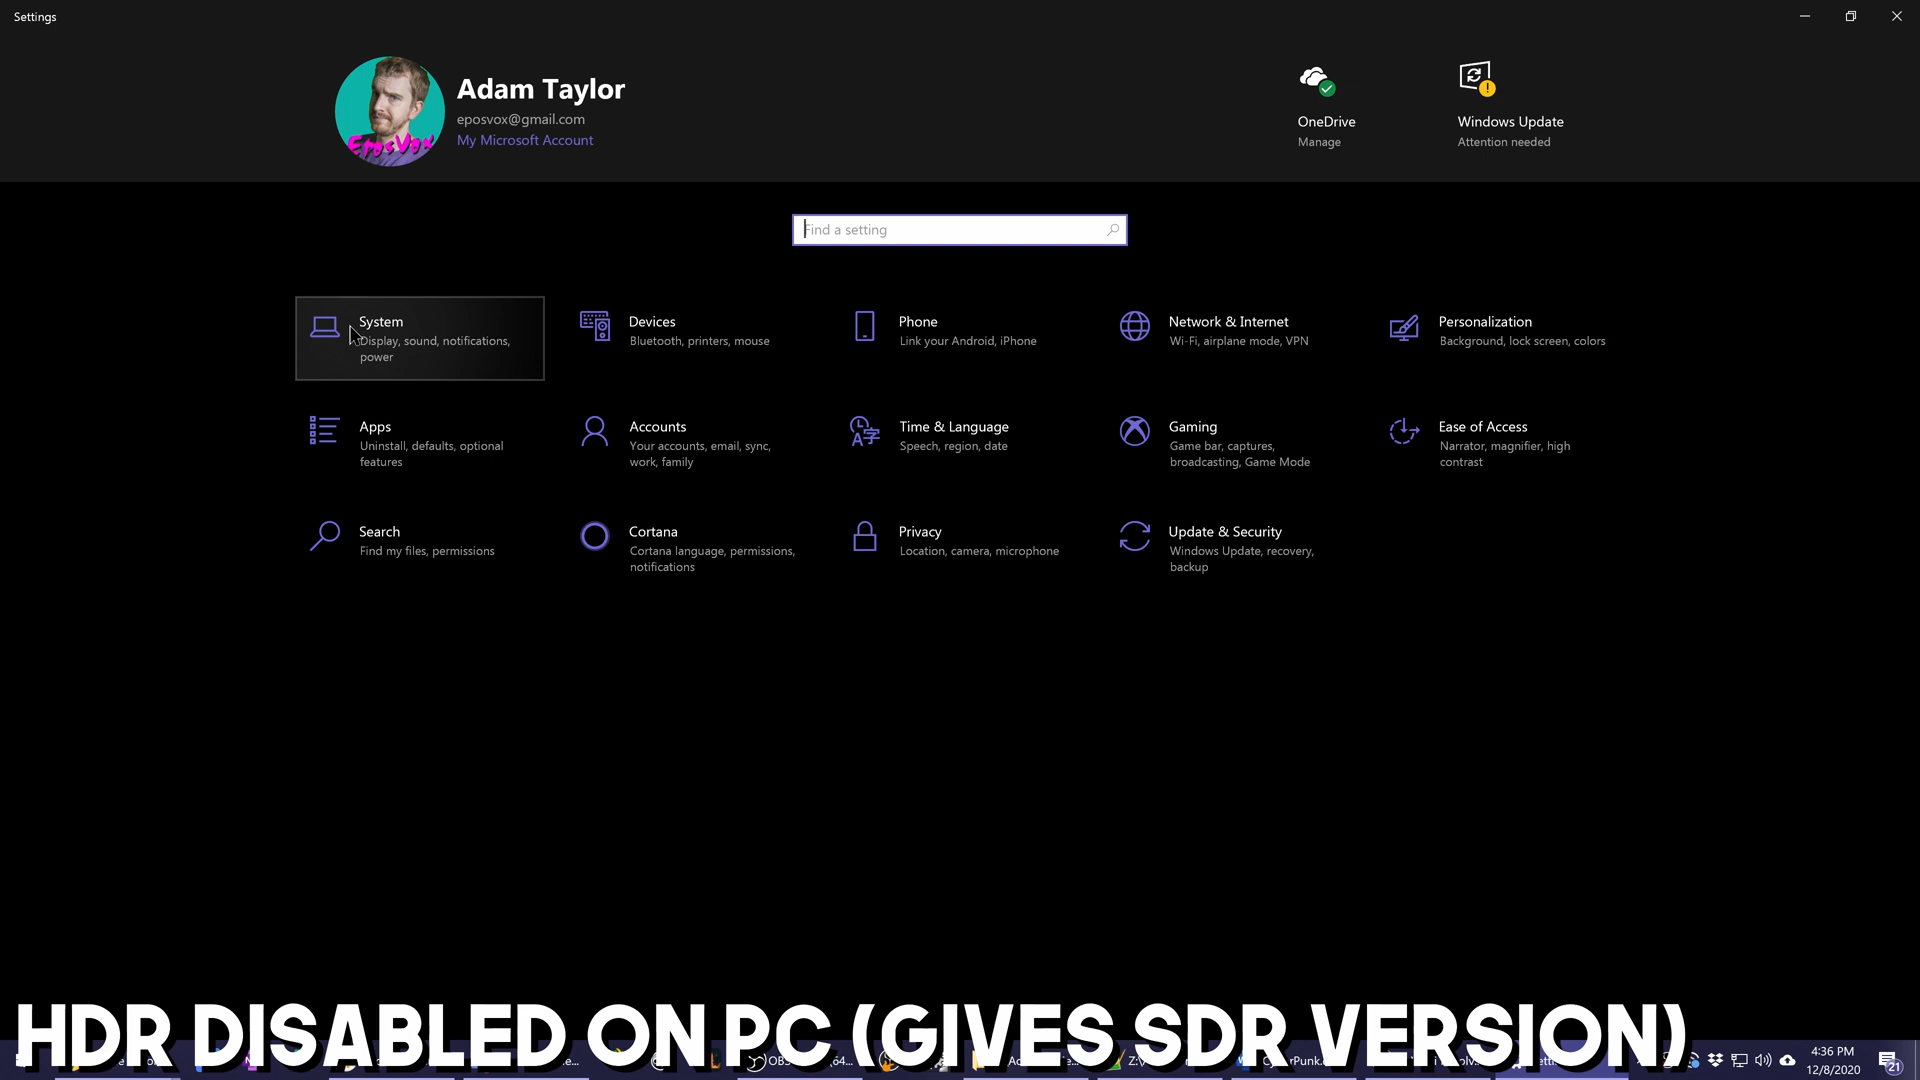 Settings
Adam Taylor
eposvox@gmail.com
My Microsoft Account
EposVox
OneDrive
Manage
Windows Update
Attention needed
Find a setting
System
Display, sound, notifications,
power
Devices
Bluetooth, printers, mouse
Phone
Link your Android, iPhone
Network & Internet
Wi-Fi, airplane mode, VPN
Personalization
Background, lock screen, colors
Apps
Uninstall, defaults, optional
features
Accounts
Your accounts, email, sync,
work, family
Time & Language
Speech, region, date
Gaming
Game bar, captures,
broadcasting, Game Mode
Ease of Access
Narrator, magnifier, high
contrast
Search
Find my files, permissions
Cortana
Cortana language, permissions,
notifications
Privacy
Location, camera, microphone
Update & Security
Windows Update, recovery,
backup
HDR DISABLED ON PC (GIVES SDR VERSION)
4:36 PM
12/8/2020
21